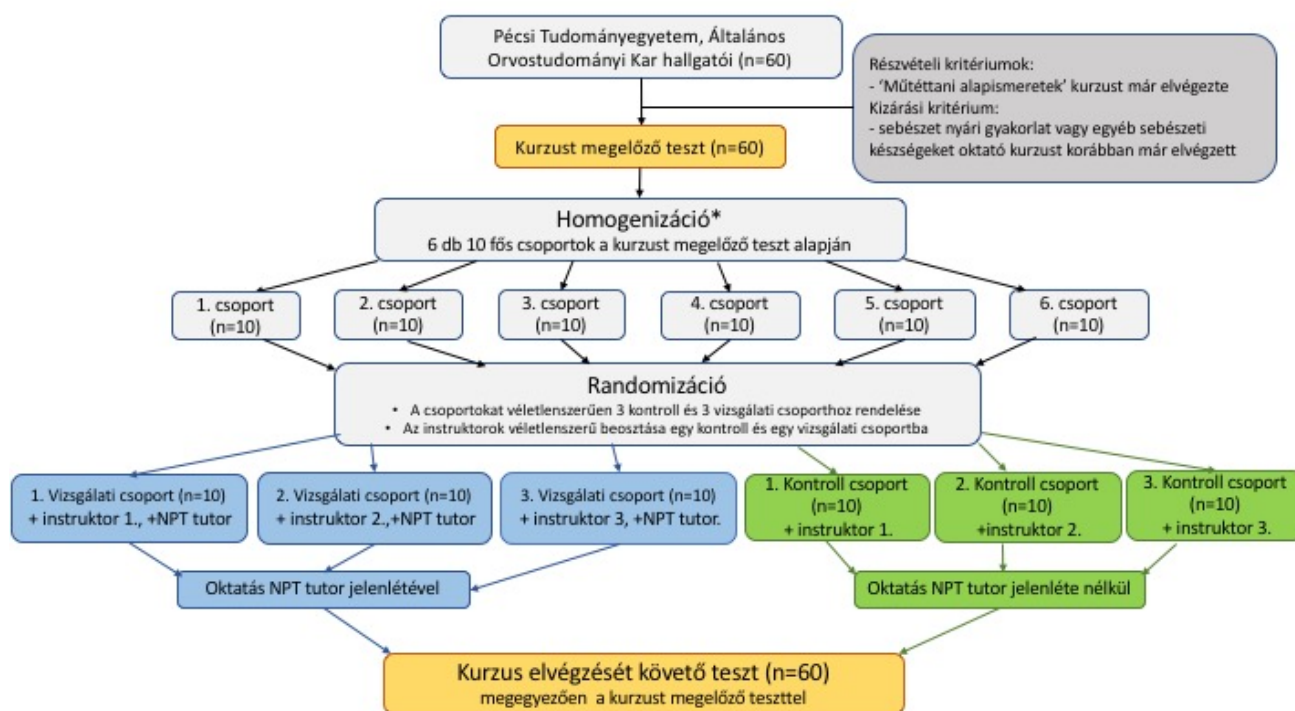 Pécsi Tudományegyetem, Általános
Orvostudományi Kar hallgatói (n=60)
Részvételi kritériumok:
- ‘Műtéttani alapismeretek’ kurzust már elvégezte
Kizárási kritérium:
- sebészet nyári gyakorlat vagy egyéb sebészeti
készségeket oktató kurzust korábban már elvégzett
Kurzust megelőző teszt (n=60)
Homogenizáció*
6 db 10 fős csoportok a kurzust megelőző teszt alapján
1. csoport
(n=10)
2. csoport
(n=10)
3. csoport
(n=10)
4. csoport
(n=10)
5. csoport
(n=10)
6. csoport
(n=10)
Randomizáció
• A csoportokat véletlenszerűen 3 kontroll és 3 vizsgálati csoporthoz rendelése
• Az instruktorok véletlenszerű beosztása egy kontroll és egy vizsgálati csoportba
1. Vizsgálati csoport (n=10)
+ instruktor 1., +NPT tutor
2. Vizsgálati csoport (n=10)
+ instruktor 2.,+NPT tutor
3. Vizsgálati csoport (n=10)
+ instruktor 3, +NPT tutor.
1. Kontroll csoport
(n=10)
+ instruktor 1.
2. Kontroll csoport
(n=10)
+instruktor 2.
3. Kontroll csoport
(n=10)
+ instruktor 3.
Oktatás NPT tutor jelenlétével
Oktatás NPT tutor jelenléte nélkül
Kurzus elvégzését követő teszt (n=60)
megegyezően a kurzust megelőző teszttel